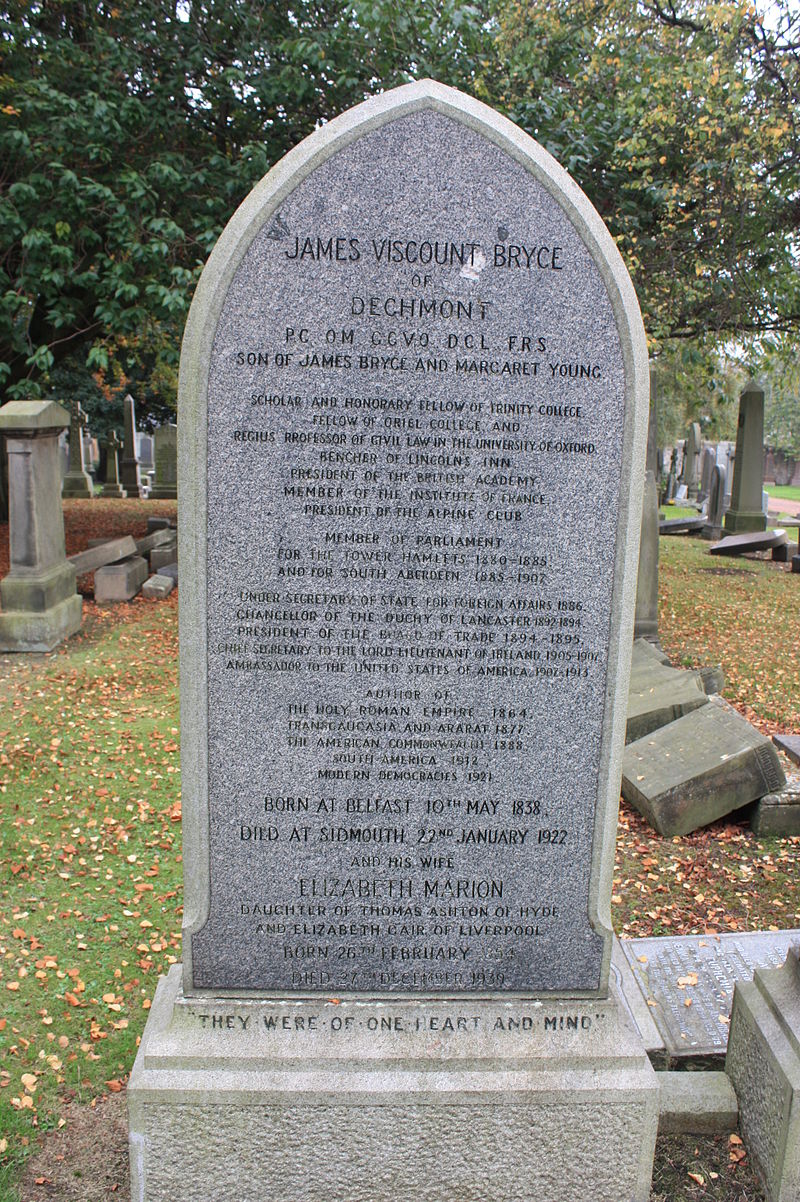 JAMES VISCOUNT BRYCE
OF
DECHMONT
P.C. O.M. G.C.V.O. D.C.L. F.R.S.
SON OF JAMES BRYCE AND MARGARET YOUNG
SCHOLAR AND HONORARY FELLOW OF TRINITY COLLEGE
FELLOW OF ORIEL COLLEGE AND
REGIUS PROFESSOR OF CIVIL LAW IN THE UNIVERSITY OF OXFORD.
BENCHER OF LINCOLN'S INN
PRESIDENT OF THE BRITISH ACADEMY
MEMBER OF THE INSTITUTE OF FRANCE
PRESIDENT OF THE ALPINE CLUB
MEMBER OF PARLIAMENT
FOR THE TOWER HAMLETS 1880-1885
AND FOR SOUTH ABERDEEN 1885-1907
UNDER SECRETARY OF STATE FOR FOREIGN AFFAIRS 1886.
CHANCELLOR OF THE DUCHY OF LANCASTER 1892-1894.
PRESIDENT OF THE BOARD OF TRADE 1894-1895.
CHIEF SECRETARY TO THE LORD LIEUTENANT OF IRELAND 1905-1907
AMBASSADOR TO THE UNITED STATES OF AMERICA 1907-1913
AUTHOR OF
THE HOLY ROMAN EMPIRE 1864.
TRANSCAUCASIA AND ARARAT 1877
THE AMERICAN COMMONWEALTH 1888
SOUTH AMERICA 1912
MODERN DEMOCRACIES 1921
BORN AT BELFAST 10TH MAY 1838,
DIED AT SIDMOUTH, 22ND JANUARY 1922
AND HIS WIFE
ELIZABETH MARION
DAUGHTER OF THOMAS ASHTON OF HYDE
AND ELIZABETH GAIR OF LIVERPOOL
BORN 26TH FEBRUARY 1854
DIED 27TH DECEMBER 1939
"THEY WERE OF ONE HEART AND MIND"